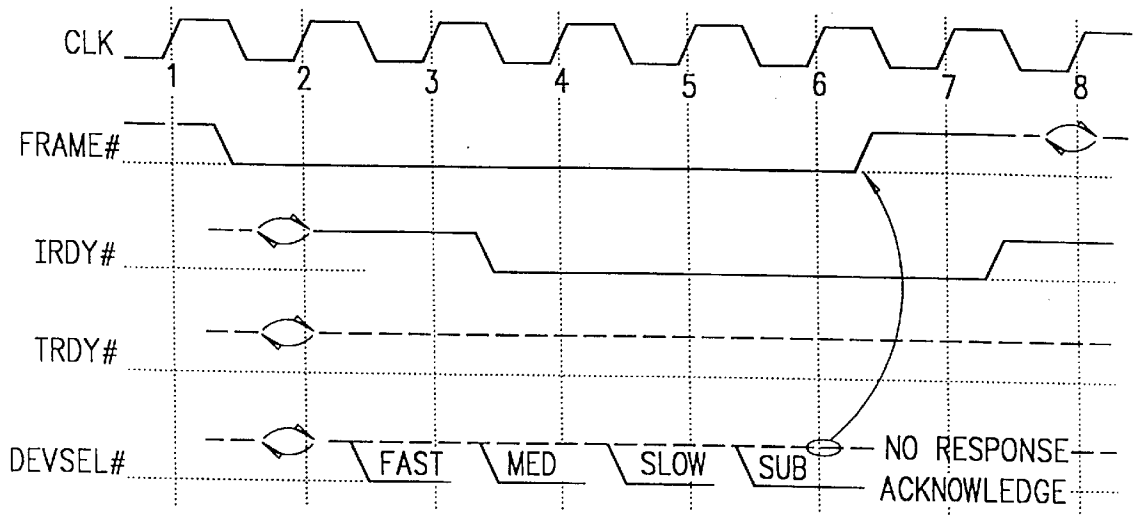 CLK
1 2 3 4 5 6 7 8
FRAME#
IRDY#
TRDY#
DEVSEL#
FAST MED SLOW SUB
NO RESPONSE
ACKNOWLEDGE